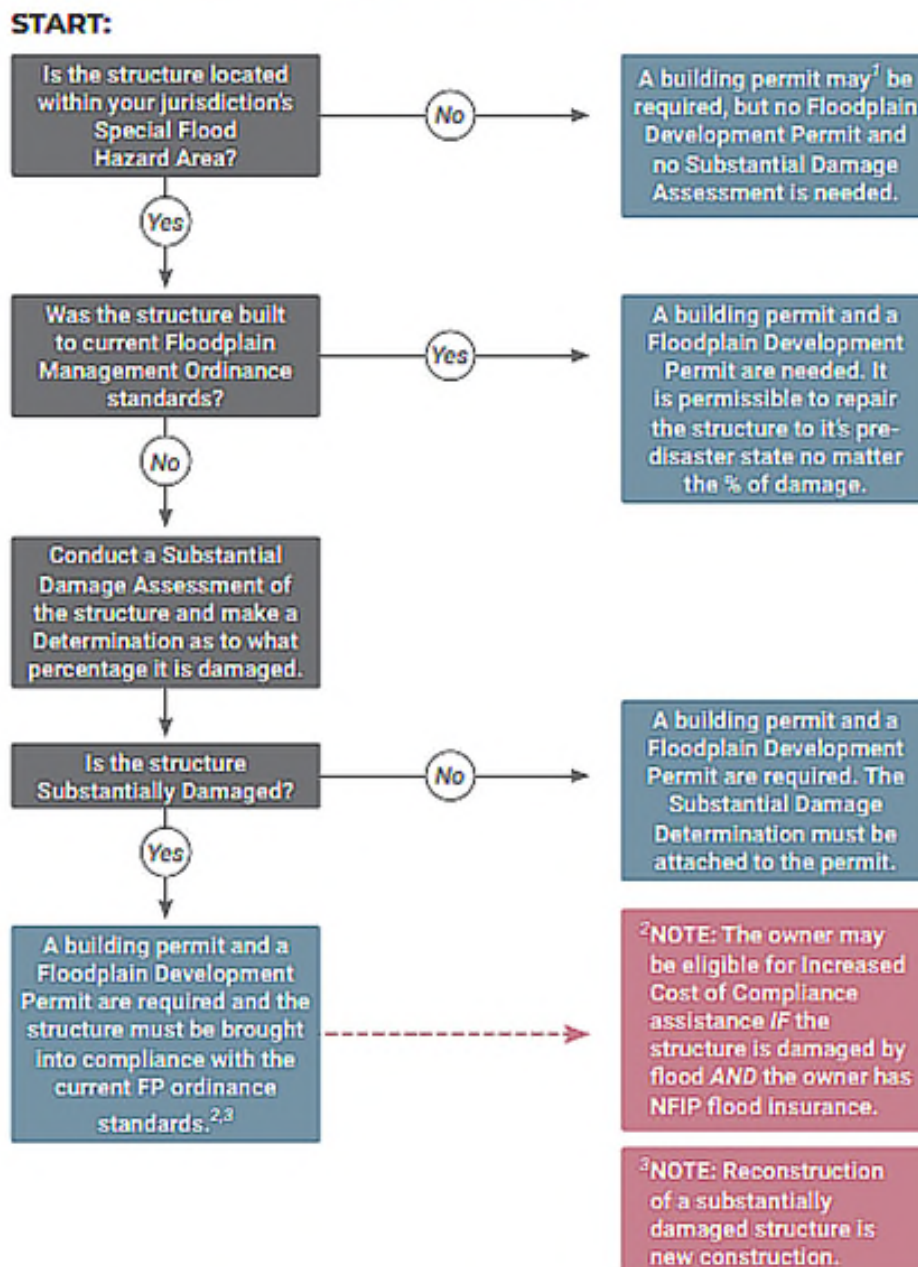 START:
Is the structure located
within your jurisdiction's
Special Flood
Hazard Area?
No
A building permit may1 be
required, but no Floodplain
Development Permit and
no Substantial Damage
Assessment is needed.
Yes
Was the structure built
to current Floodplain
Management Ordinance
standards?
Yes
A building permit and a
Floodplain Development
Permit are needed. It
is permissible to repair
the structure to it's pre-
disaster state no matter
the % of damage.
No
Conduct a Substantial
Damage Assessment of
the structure and make a
Determination as to what
percentage it is damaged.
Is the structure
Substantially Damaged?
No
A building permit and a
Floodplain Development
Permit are required. The
Substantial Damage
Determination must be
attached to the permit.
Yes
A building permit and a
Floodplain Development
Permit are required and the
structure must be brought
into compliance with the
current FP ordinance
standards.2,3
2NOTE: The owner may
be eligible for Increased
Cost of Compliance
assistance IF the
structure is damaged by
flood AND the owner has
NFIP flood insurance.
3NOTE: Reconstruction
of a substantially
damaged structure is
new construction.